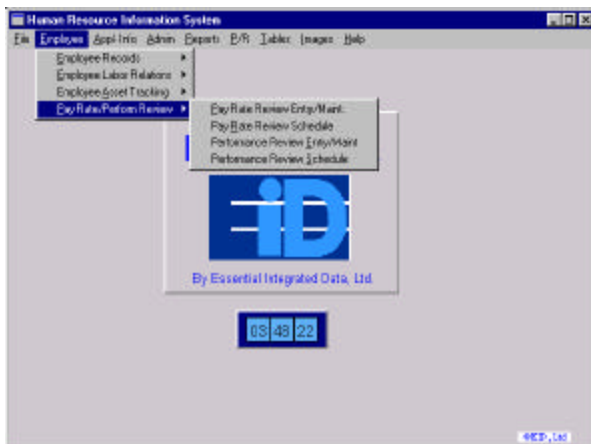 Human Resource Information System
File Employee Appl-Info Admin Reports P/R Tables Images Help
Employee Records
Employee Labor Relations
Employee Asset Tracking
Pay Rate/Perform Review
Pay Rate Review Entry/Maint.
Pay Rate Review Schedule
Performance Review Entry/Maint
Performance Review Schedule
iD
By Essential Integrated Data, Ltd.
03 48 22